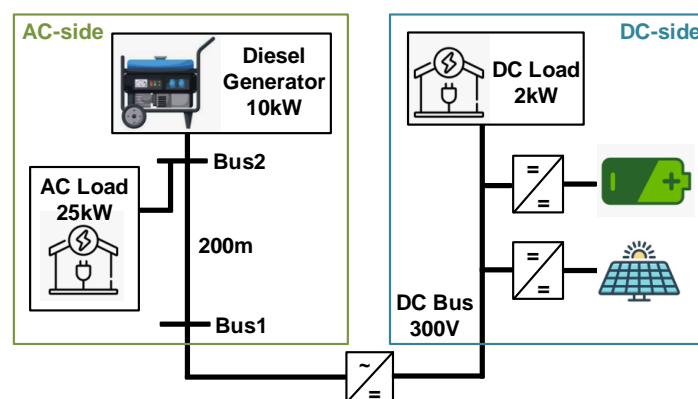 AC-side
Diesel
Generator
10kW
Bus2
AC Load
25kW
200m
Bus1
DC-side
DC Load
2kW
=
=
=
=
DC Bus
300V
~
=